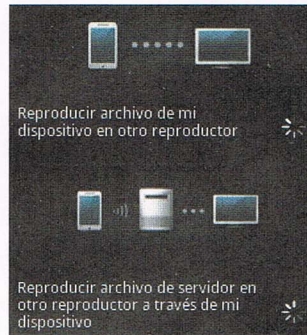 Reproducir archivo de mi
dispositivo en otro reproductor
Reproducir archivo de servidor en
otro reproductor a través de mi
dispositivo